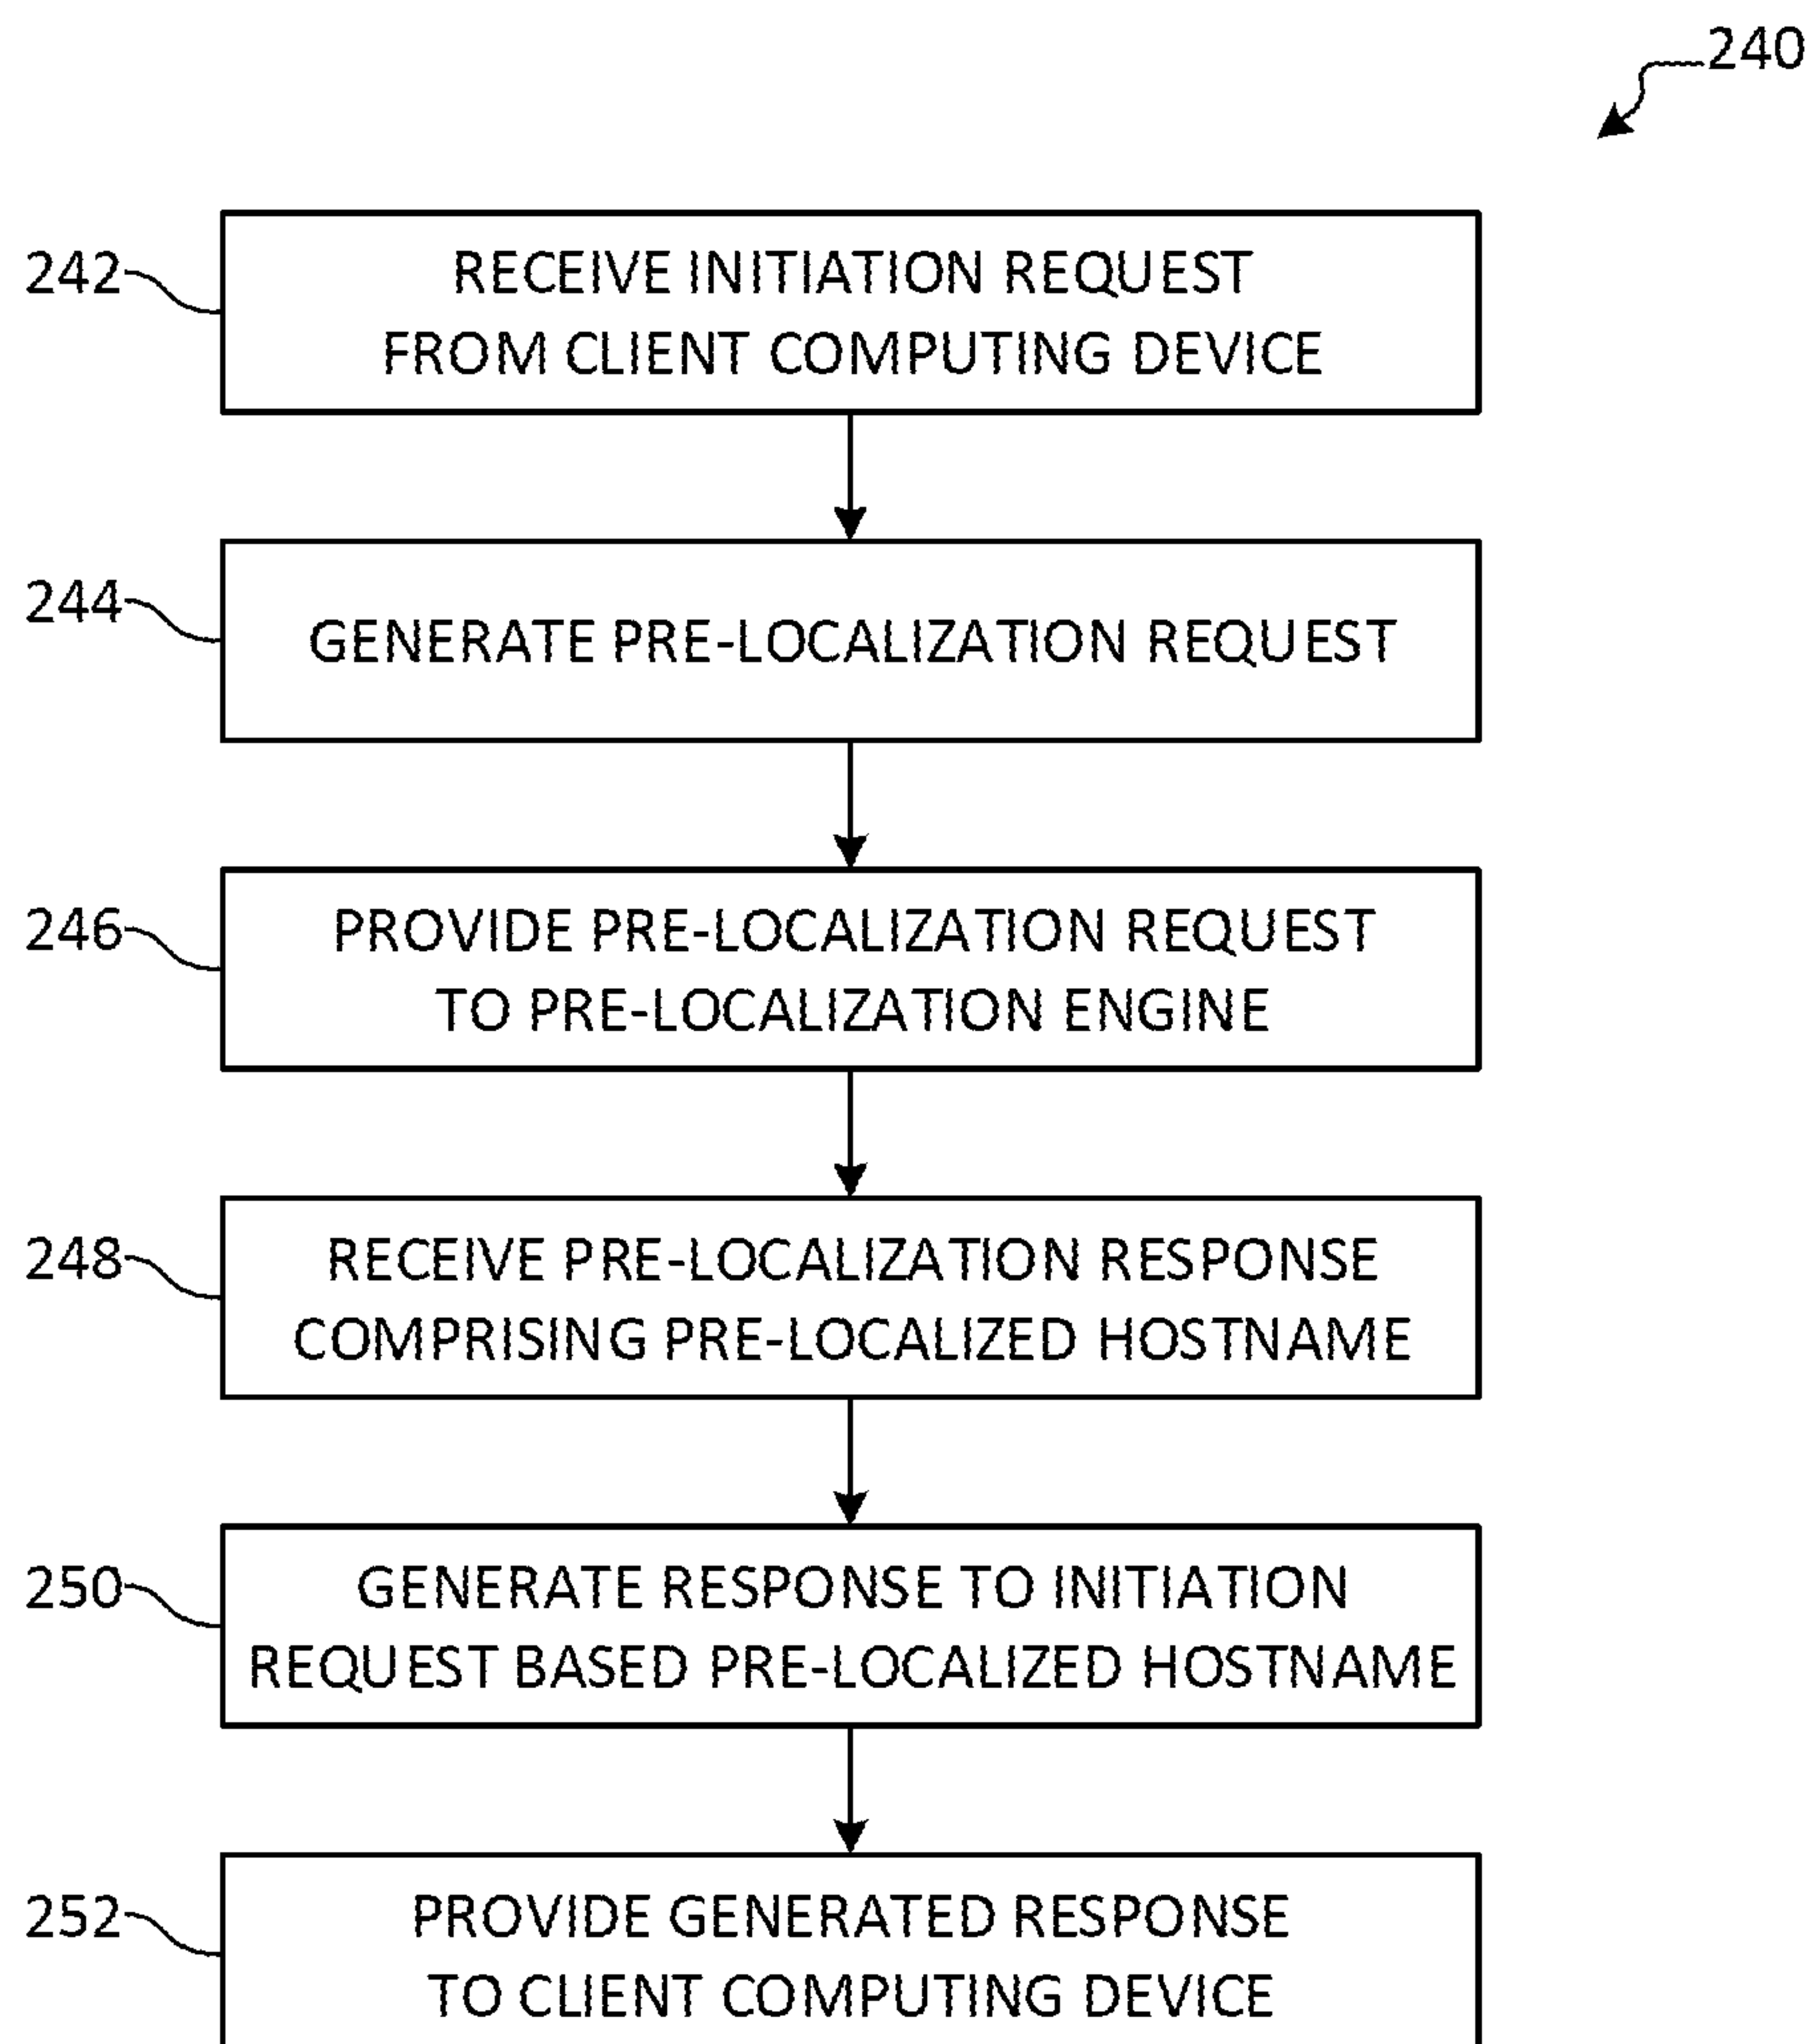 240
242
RECEIVE INITIATION REQUEST
FROM CLIENT COMPUTING DEVICE
244
GENERATE PRE-LOCALIZATION REQUEST
246
PROVIDE PRE-LOCALIZATION REQUEST
TO PRE-LOCALIZATION ENGINE
248
RECEIVE PRE-LOCALIZATION RESPONSE
COMPRISING PRE-LOCALIZED HOSTNAME
250
GENERATE RESPONSE TO INITIATION
REQUEST BASED PRE-LOCALIZED HOSTNAME
252
PROVIDE GENERATED RESPONSE
TO CLIENT COMPUTING DEVICE